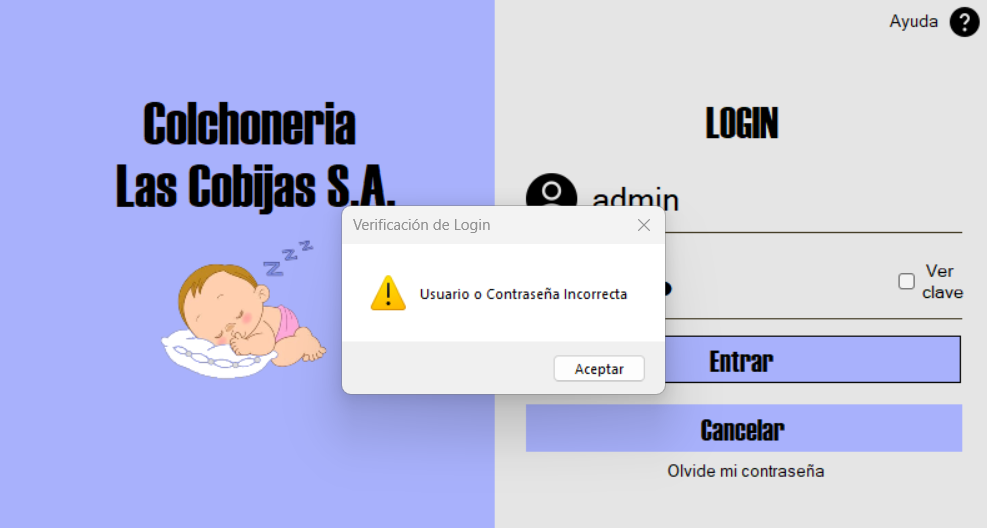 Ayuda ?
Colchoneria
Las Cobijas S.A.
z z z
LOGIN
admin
Verificación de Login
Usuario o Contraseña Incorrecta
Aceptar
Ver
clave
Entrar
Cancelar
Olvide mi contraseña